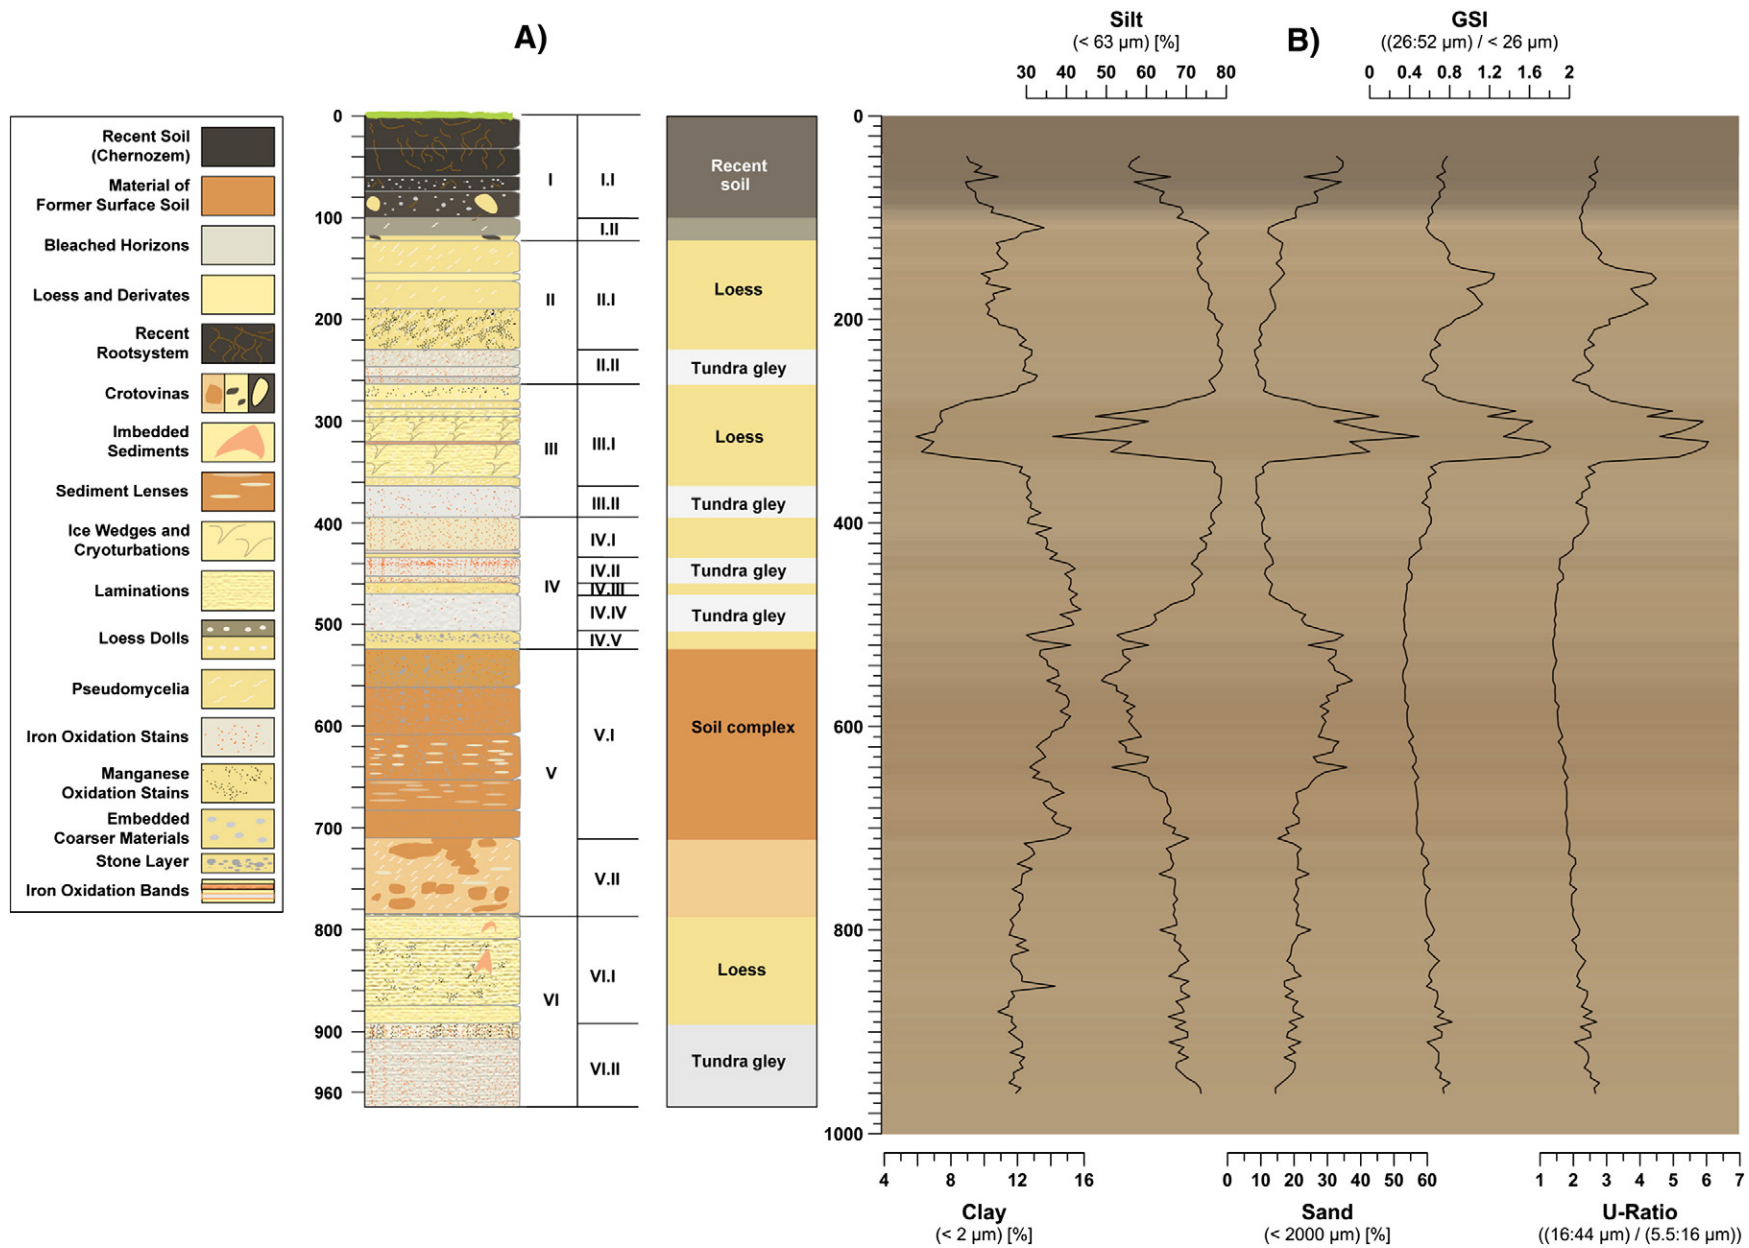 A)
B)
Silt
(< 63 µm) [%]
30 40 50 60 70 80
GSI
((26:52 µm) / < 26 µm)
0 0.4 0.8 1.2 1.6 2
Recent Soil
(Chernozem)
Material of
Former Surface Soil
Bleached Horizons
Loess and Derivates
Recent
Rootsystem
Crotovinas
Imbedded
Sediments
Sediment Lenses
Ice Wedges and
Cryoturbations
Laminations
Loess Dolls
Pseudomycelia
Iron Oxidation Stains
Manganese
Oxidation Stains
Embedded
Coarser Materials
Stone Layer
Iron Oxidation Bands
0
100
200
300
400
500
600
700
800
900
960
I
II
III
IV
V
VI
I.I
I.II
II.I
II.II
III.I
III.II
IV.I
IV.II
IV.III
IV.IV
IV.V
V.I
V.II
VI.I
VI.II
Recent
soil
Loess
Tundra gley
Loess
Tundra gley
Tundra gley
Tundra gley
Soil complex
Loess
Tundra gley
0
200
400
600
800
1000
4 8 12 16
Clay
(< 2 µm) [%]
0 10 20 30 40 50 60
Sand
(< 2000 µm) [%]
1 2 3 4 5 6 7
U-Ratio
((16:44 µm) / (5.5:16 µm))